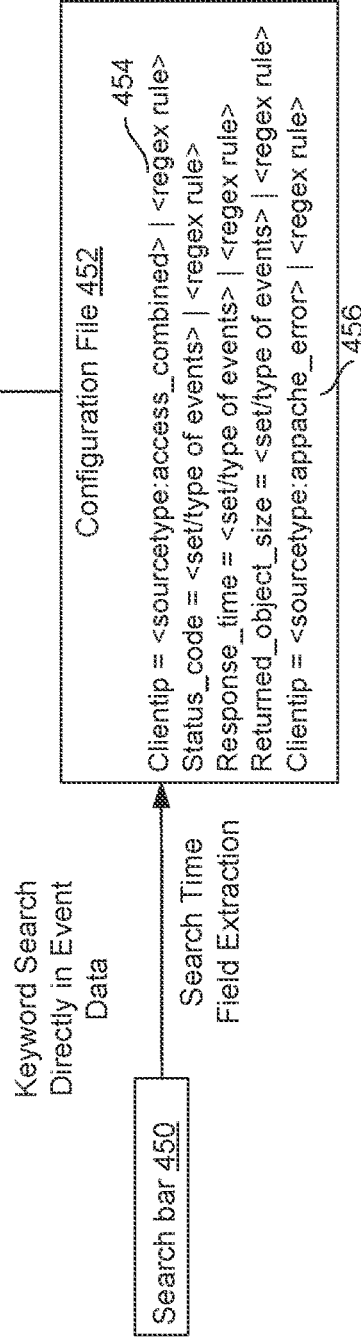 Keyword Search
Directly in Event
Data
Search bar 450
Search Time
Field Extraction
Configuration File 452
454
Clientip = <sourcetype:access_combined> | <regex rule>
Status_code = <set/type of events> | <regex rule>
Response_time = <set/type of events> | <regex rule>
Returned_object_size = <set/type of events> | <regex rule>
Clientip = <sourcetype:appache_error> | <regex rule>
456